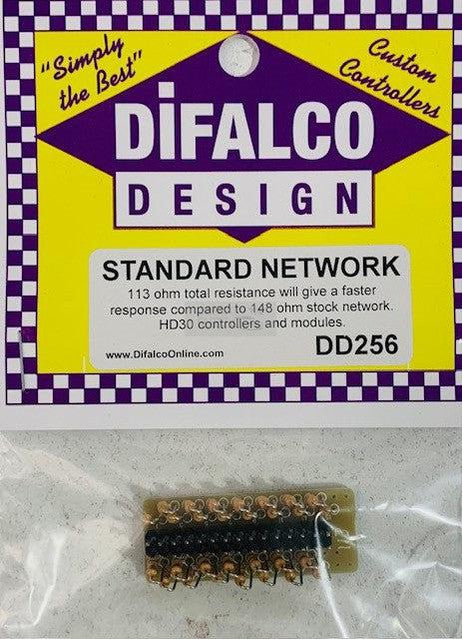 "Simply
the Best"
Custom
Controllers
DiFALCO
DESIGN
STANDARD NETWORK
113 ohm total resistance will give a faster
response compared to 148 ohm stock network.
HD30 controllers and modules.
www.DifalcoOnline.com DD256